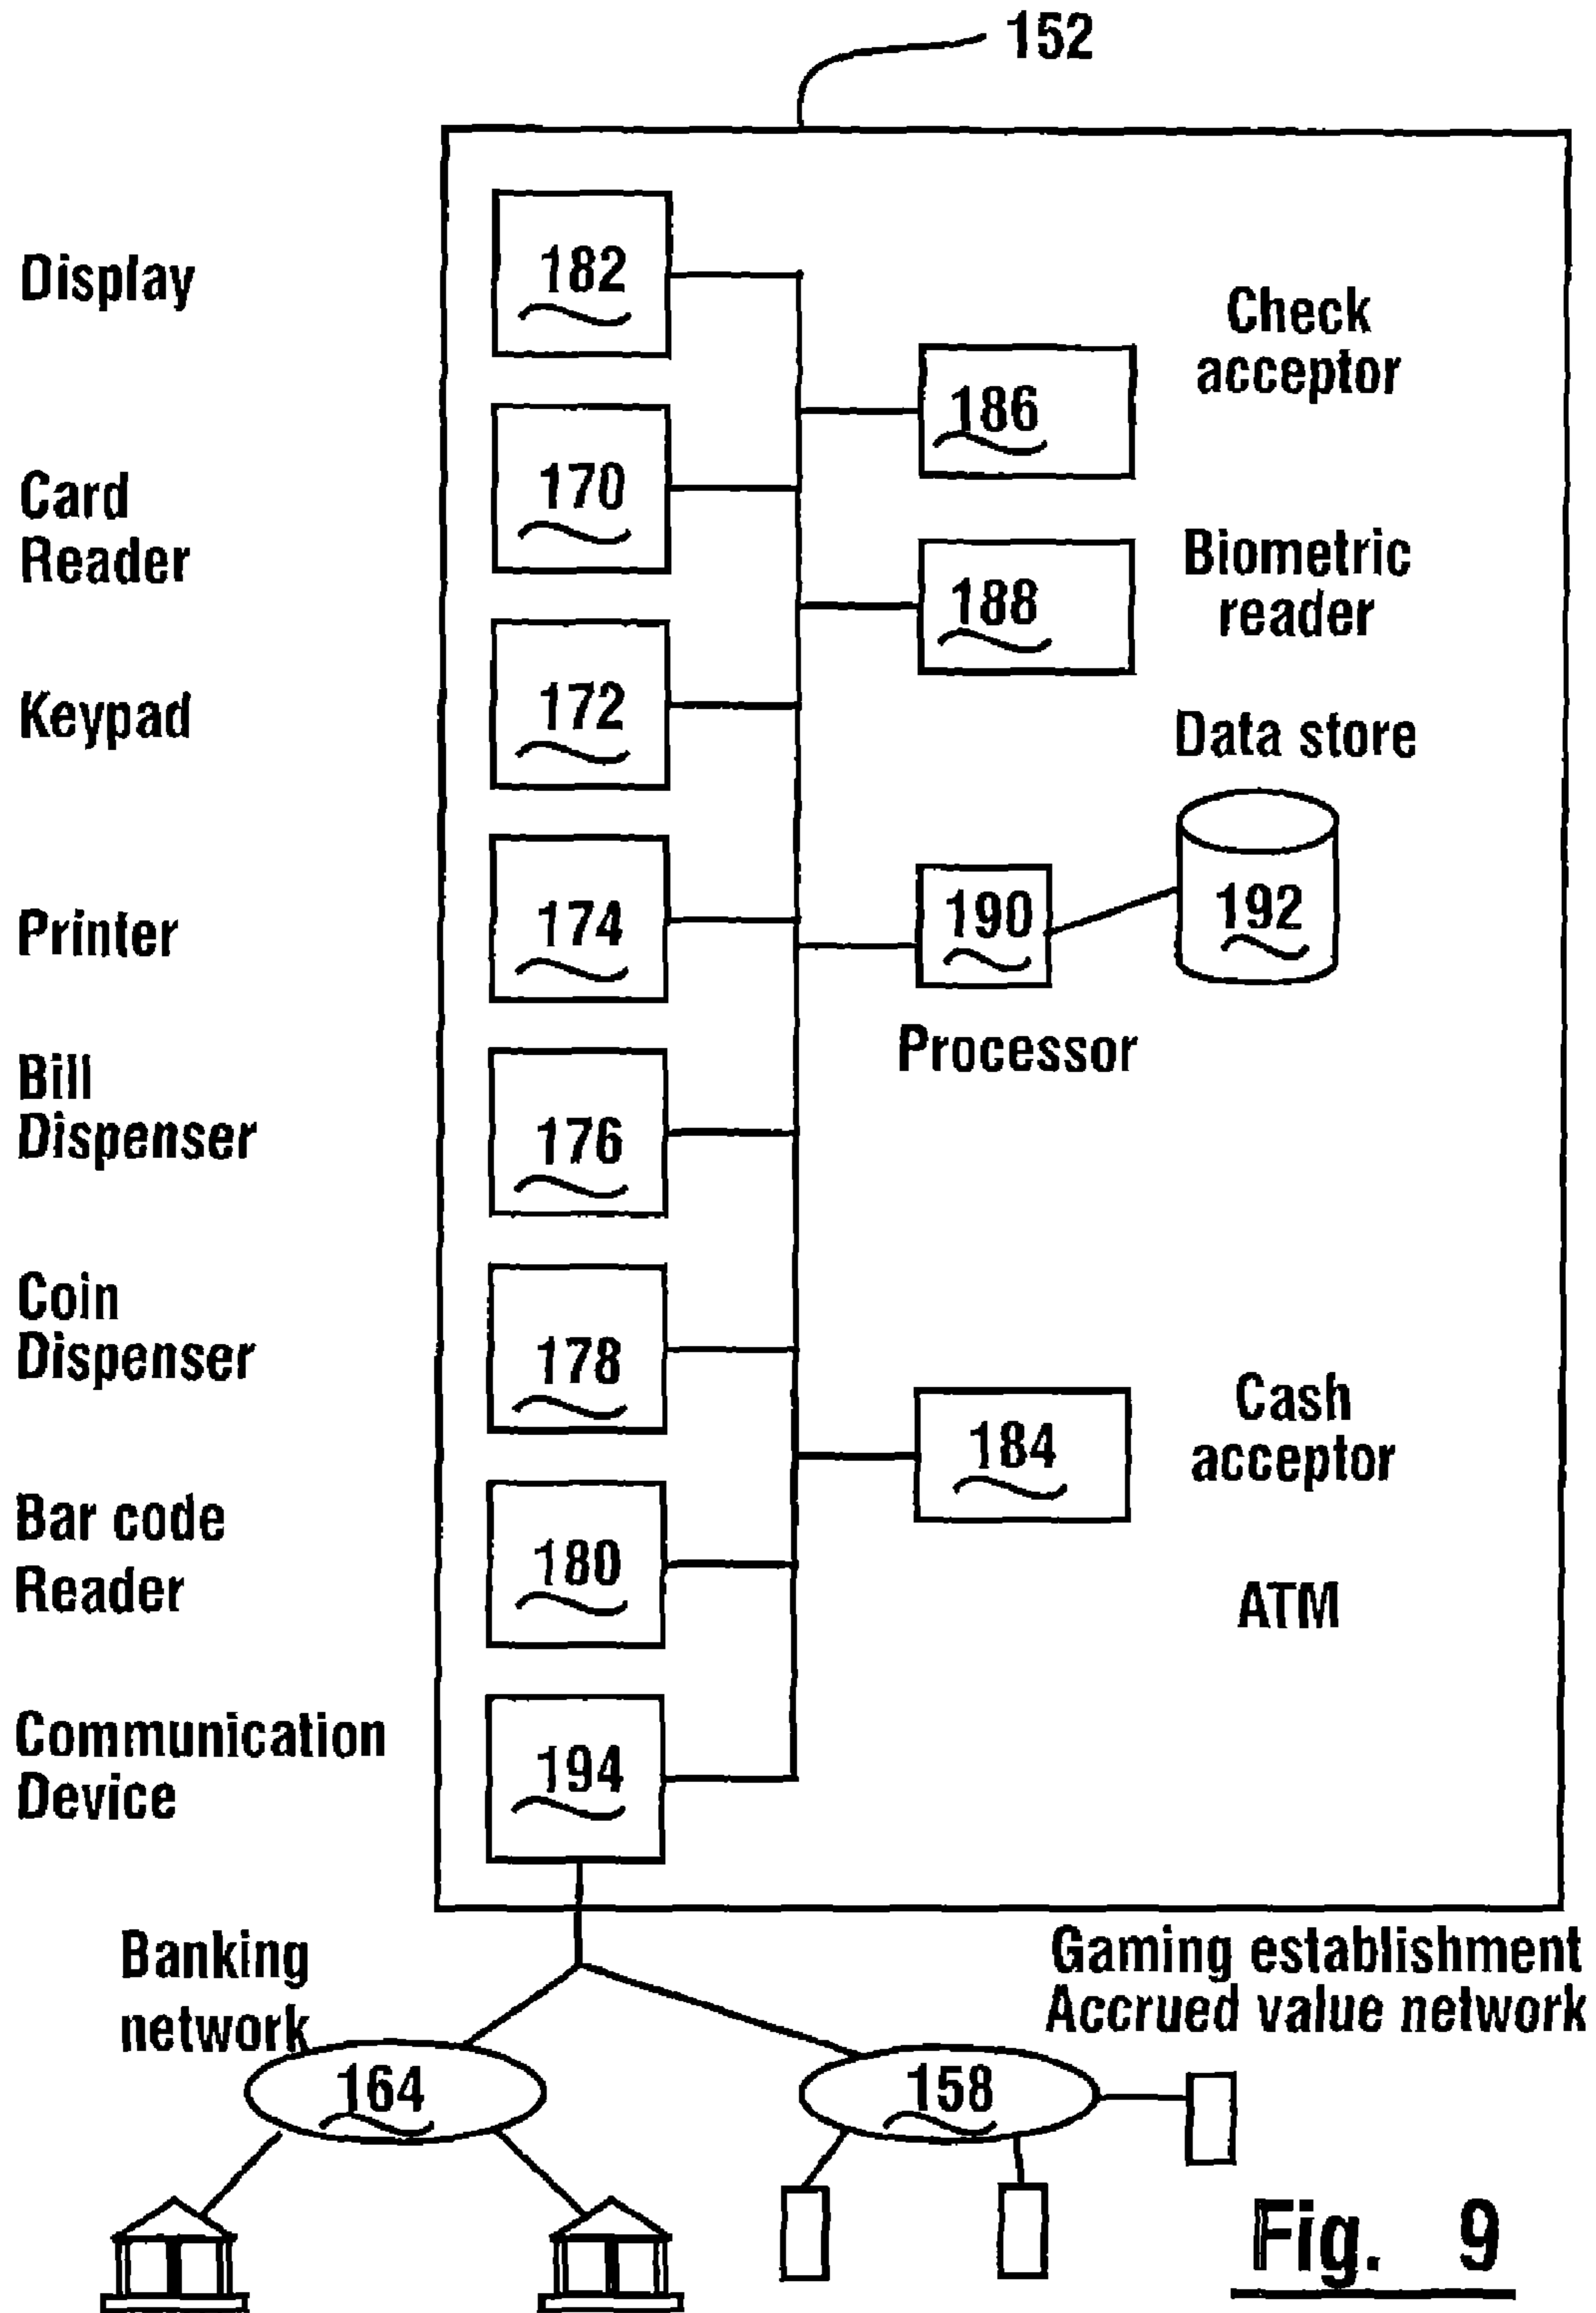 152
Display
182
Check
acceptor
186
Card
Reader
170
Biometric
reader
188
Keypad
172
Data store
192
Printer
174
190
Processor
Bill
Dispenser
176
Coin
Dispenser
178
Cash
acceptor
184
Bar code
Reader
180
ATM
Communication
Device
194
Banking
network
164
Gaming establishment
Accrued value network
158
Fig. 9